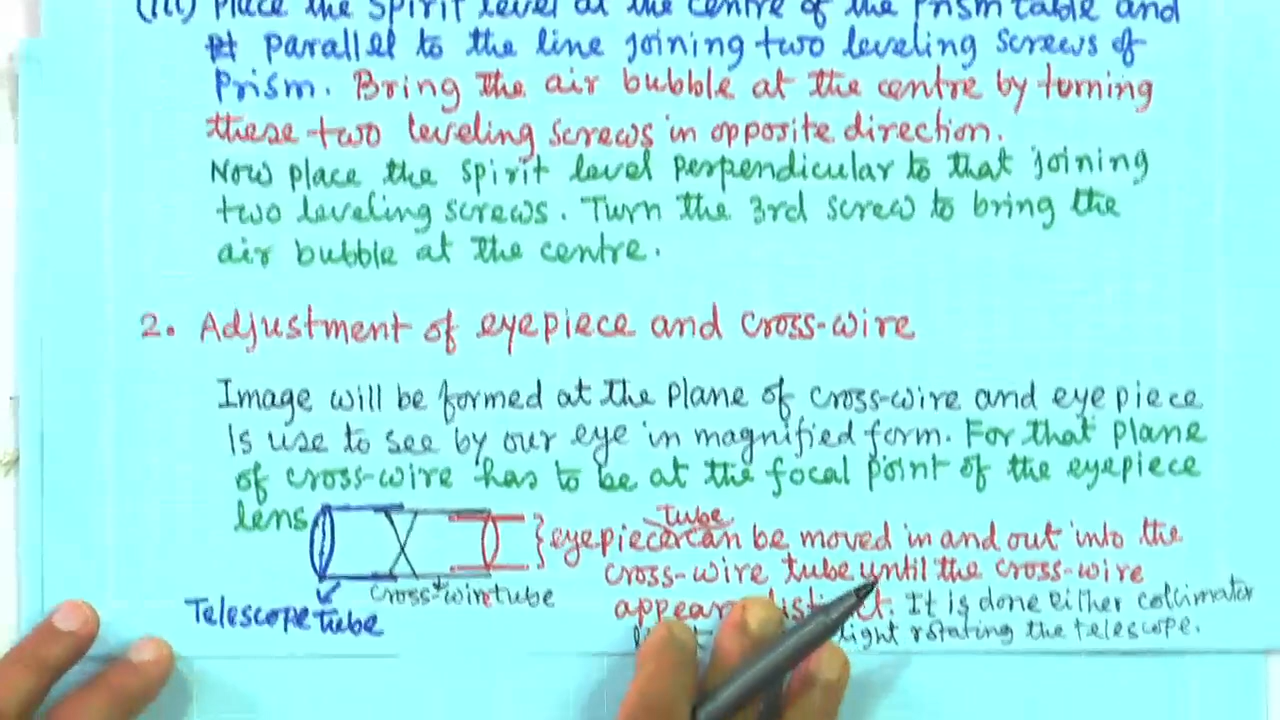 (iii) Place the spirit level at the centre of the Prism table and
parallel to the line joining two leveling screws of
Prism. Bring the air bubble at the centre by turning
these two leveling screws in opposite direction.
Now place the spirit level perpendicular to that joining
two leveling screws. Turn the 3rd screw to bring the
air bubble at the centre.
2. Adjustment of eyepiece and cross-wire
Image will be formed at the plane of cross-wire and eyepiece
Is use to see by our eye in magnified form. For that plane
of cross-wire has to be at the focal point of the eyepiece
lens
tube
eyepiece can be moved in and out into the
cross-wire tube until the cross-wire
It is done either collimator
light rotating the telescope.
cross-wire tube
Telescope tube